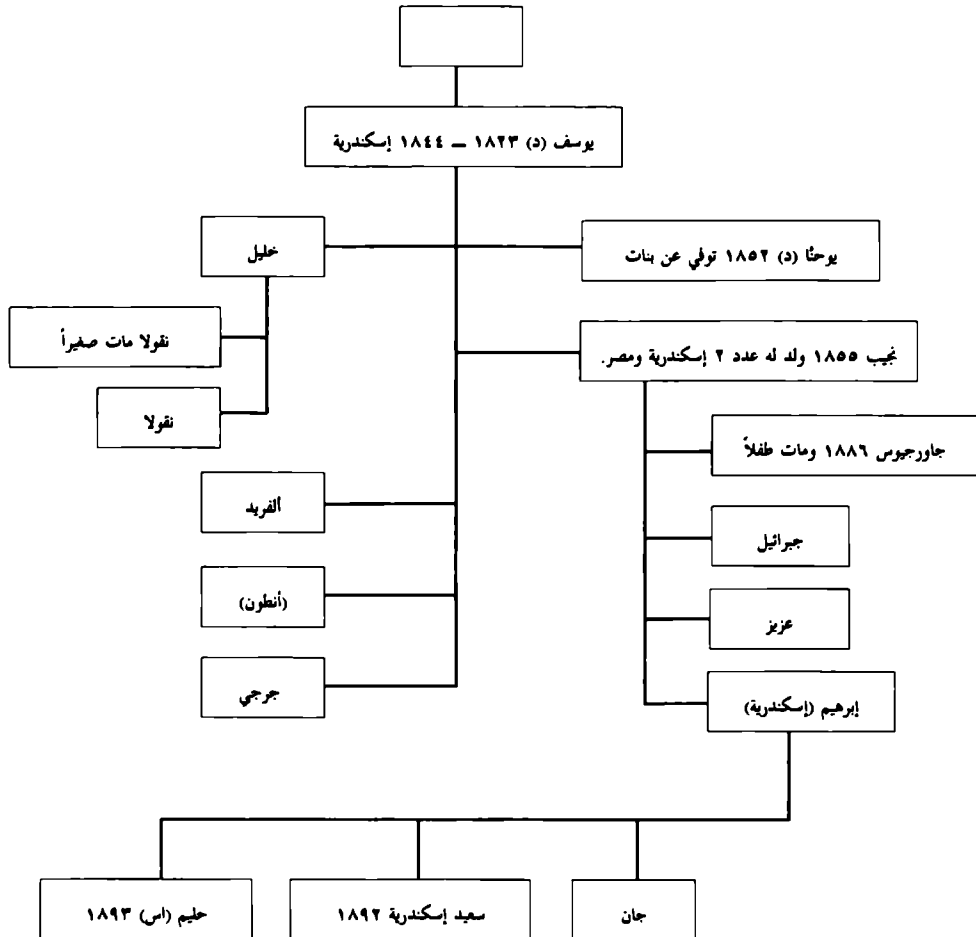 يوسف (د) ١٨٢٣ – ١٨٤٤ إسكندرية
خليل
يوحنّا (د) ١٨٥٢ توفي عن بنات
نقولا مات صغيراً
نجيب ١٨٥٥ ولد له عدد ٢ إسكندرية ومصر.
نقولا
جاورجيوس ١٨٨٦ ومات طفلاً
ألفريد
جبرائيل
(أنطون)
عزيز
جرجي
إبرهيم (إسكندرية)
جان
سعيد إسكندرية ١٨٩٢
حليم (اس) ١٨٩٣